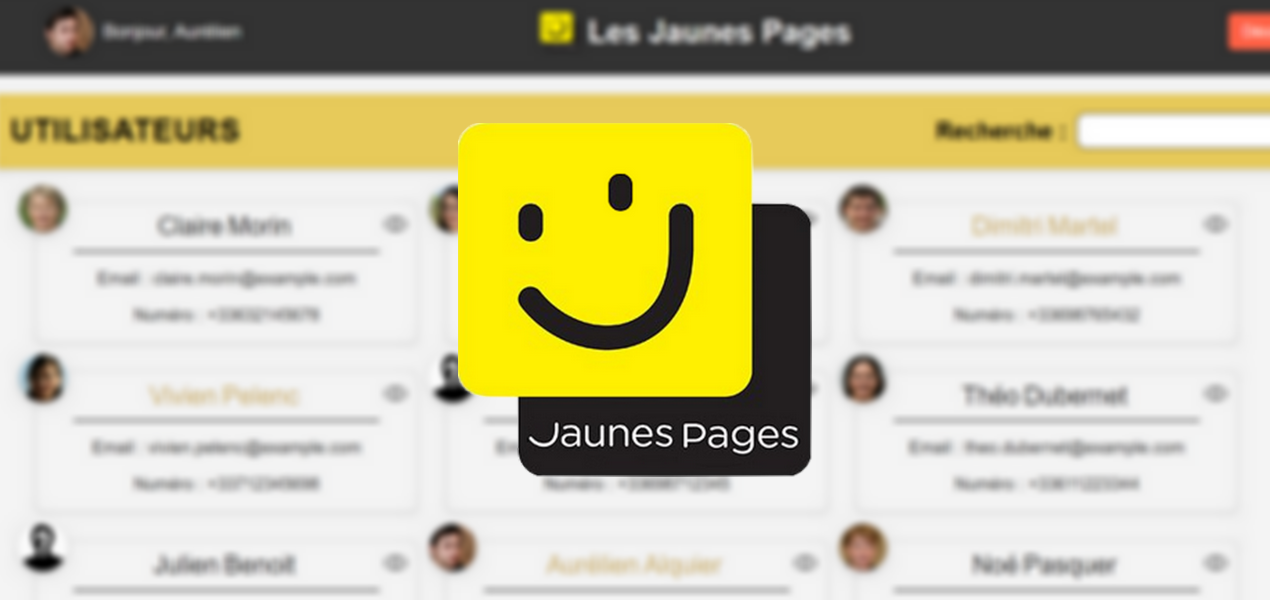 Bonjour, Aurélien
Les Jaunes Pages
UTILISATEURS
Recherche :
Claire Morin
Dimitri Martel
Email : claire.morin@example.com
Email : dimitri.martel@example.com
Numéro : +33632145678
Numéro : +33698765432
Vivien Pelenc
Théo Dubernet
Email : vivien.pelenc@example.com
Email : theo.dubernet@example.com
Numéro : +33712345698
Numéro : +33611223344
Jaunes Pages
Numéro : +33698712345
Julien Benoit
Aurélien Alquier
Noé Pasquer